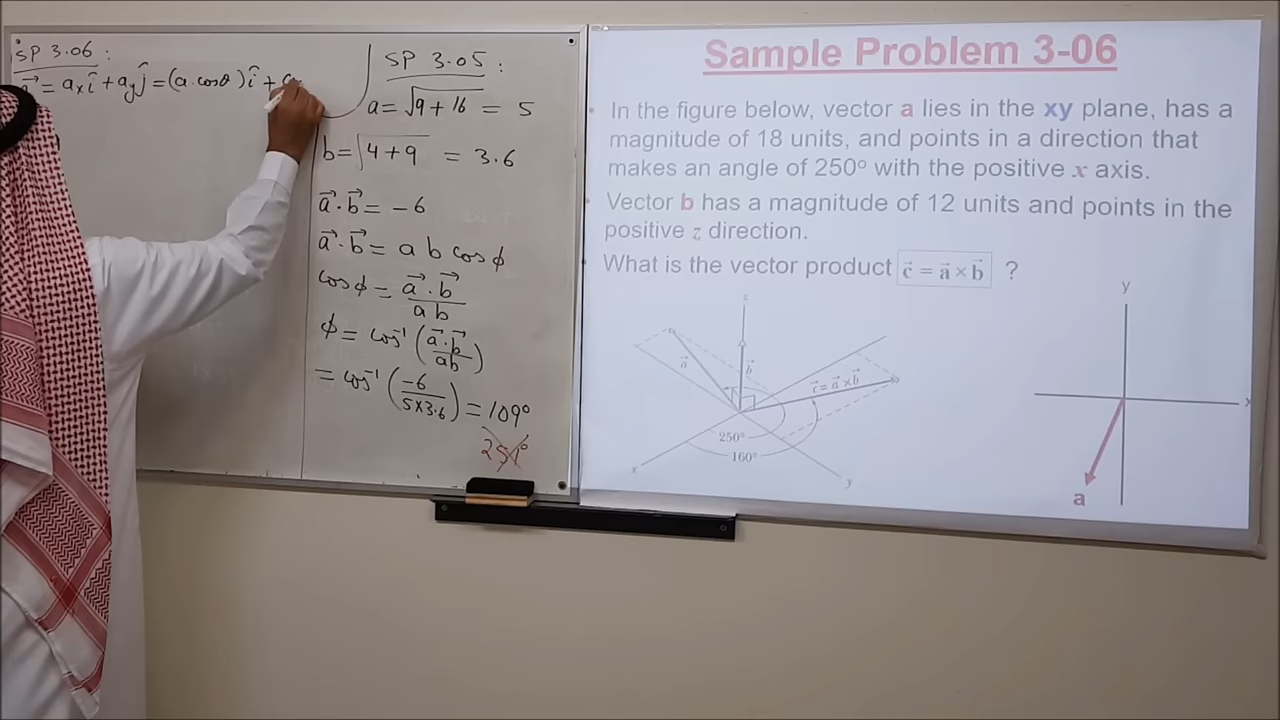 SP 3.06 :
a⃗ = aₓî + a_yĵ = (a·cosθ)î + a
SP 3.05 :
a = √9 + 16 = 5
b = √4 + 9 = 3.6
a⃗ · b⃗ = -6
a⃗ · b⃗ = a b cos φ
cos φ = a⃗ · b⃗ / a b
φ = cos⁻¹ (a⃗ · b⃗ / ab)
= cos⁻¹ (-6 / 5×3.6) = 109°
251°
Sample Problem 3-06
• In the figure below, vector a lies in the xy plane, has a
magnitude of 18 units, and points in a direction that
makes an angle of 250° with the positive x axis.
• Vector b has a magnitude of 12 units and points in the
positive z direction.
What is the vector product c⃗ = a⃗ × b⃗ ?
z
a⃗
b⃗
c⃗ = a⃗ × b⃗
250°
160°
x
y
y
x
a